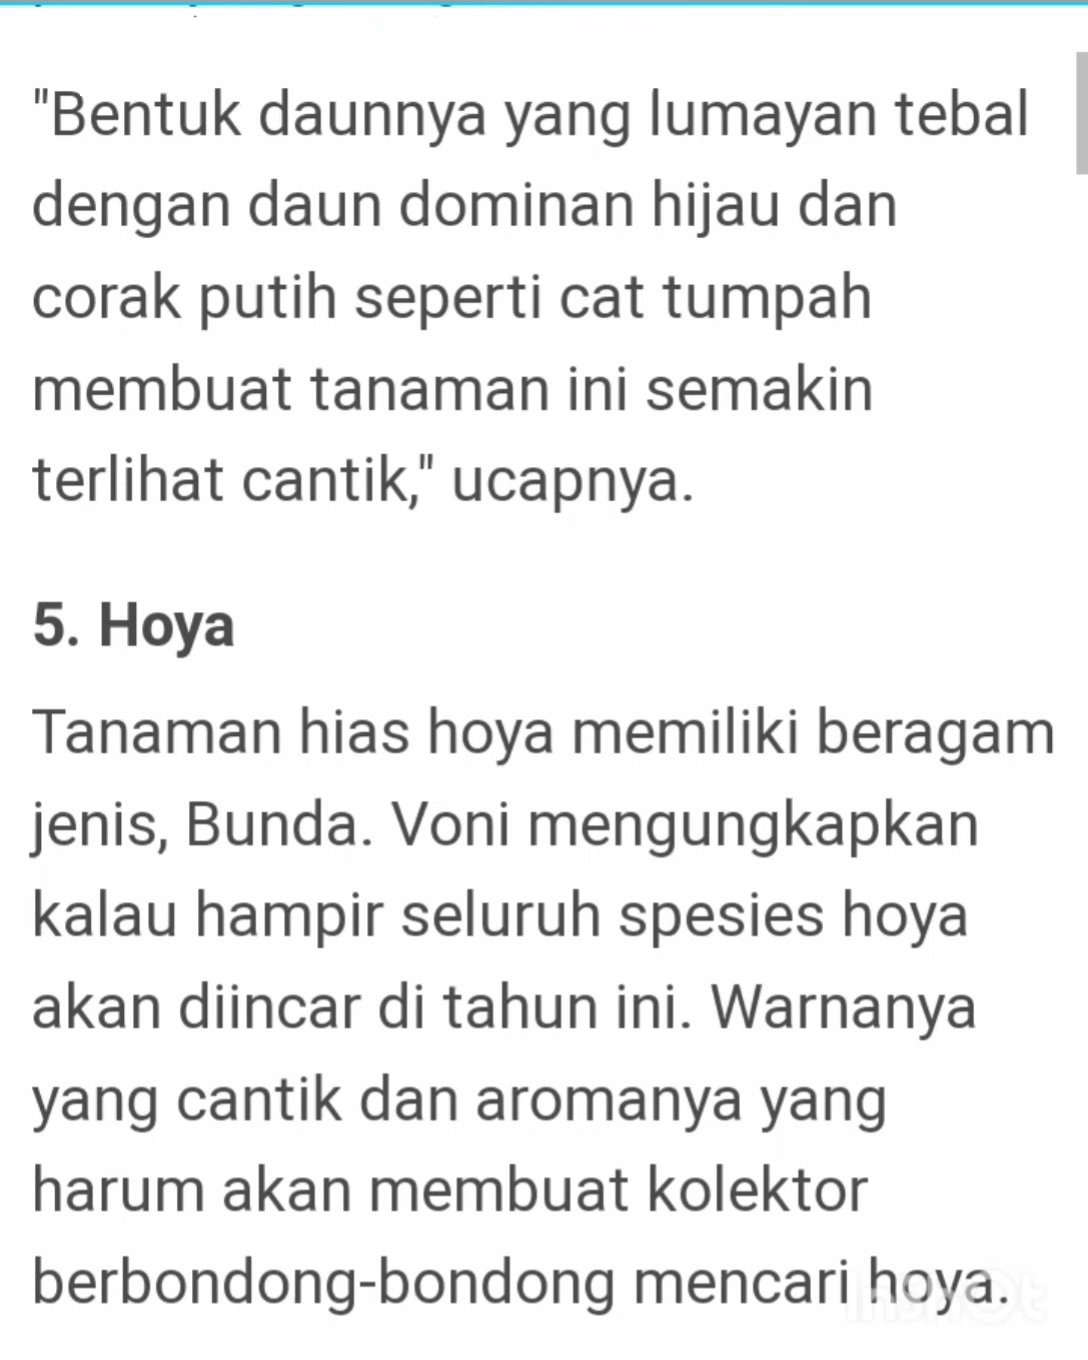 "Bentuk daunnya yang lumayan tebal
dengan daun dominan hijau dan
corak putih seperti cat tumpah
membuat tanaman ini semakin
terlihat cantik," ucapnya.
5. Hoya
Tanaman hias hoya memiliki beragam
jenis, Bunda. Voni mengungkapkan
kalau hampir seluruh spesies hoya
akan diincar di tahun ini. Warnanya
yang cantik dan aromanya yang
harum akan membuat kolektor
berbondong-bondong mencari hoya.
InShOt